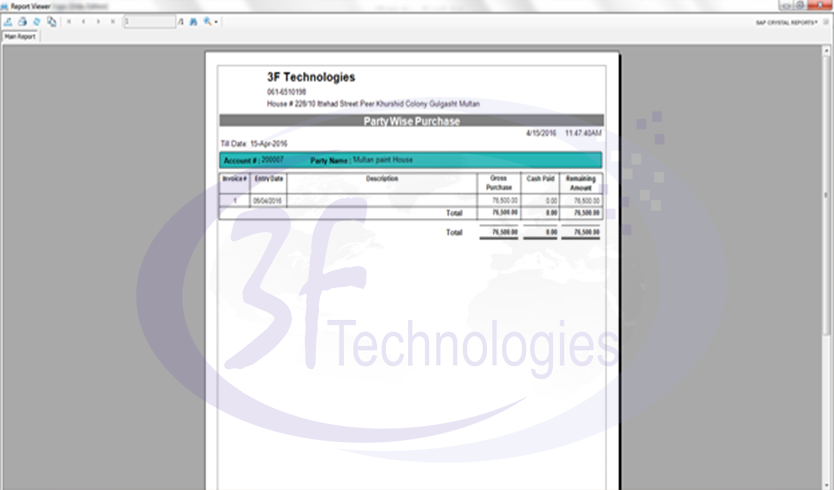 Report Viewer
1
/1
SAP CRYSTAL REPORTS®
Main Report
3F Technologies
061-6510198
House # 228/10 Ittehad Street Peer Khurshid Colony Gulgasht Multan
Party Wise Purchase
4/15/2016 11:47:40AM
Till Date: 15-Apr-2016
Account # : 200007 Party Name : Multan paint House
Invoice # Entry Date Description Gross Purchase Cash Paid Remaining Amount
1 05/04/2016 76,500.00 0.00 76,500.00
Total 76,500.00 0.00 76,500.00
Total 76,500.00 0.00 76,500.00
3F
Technologies